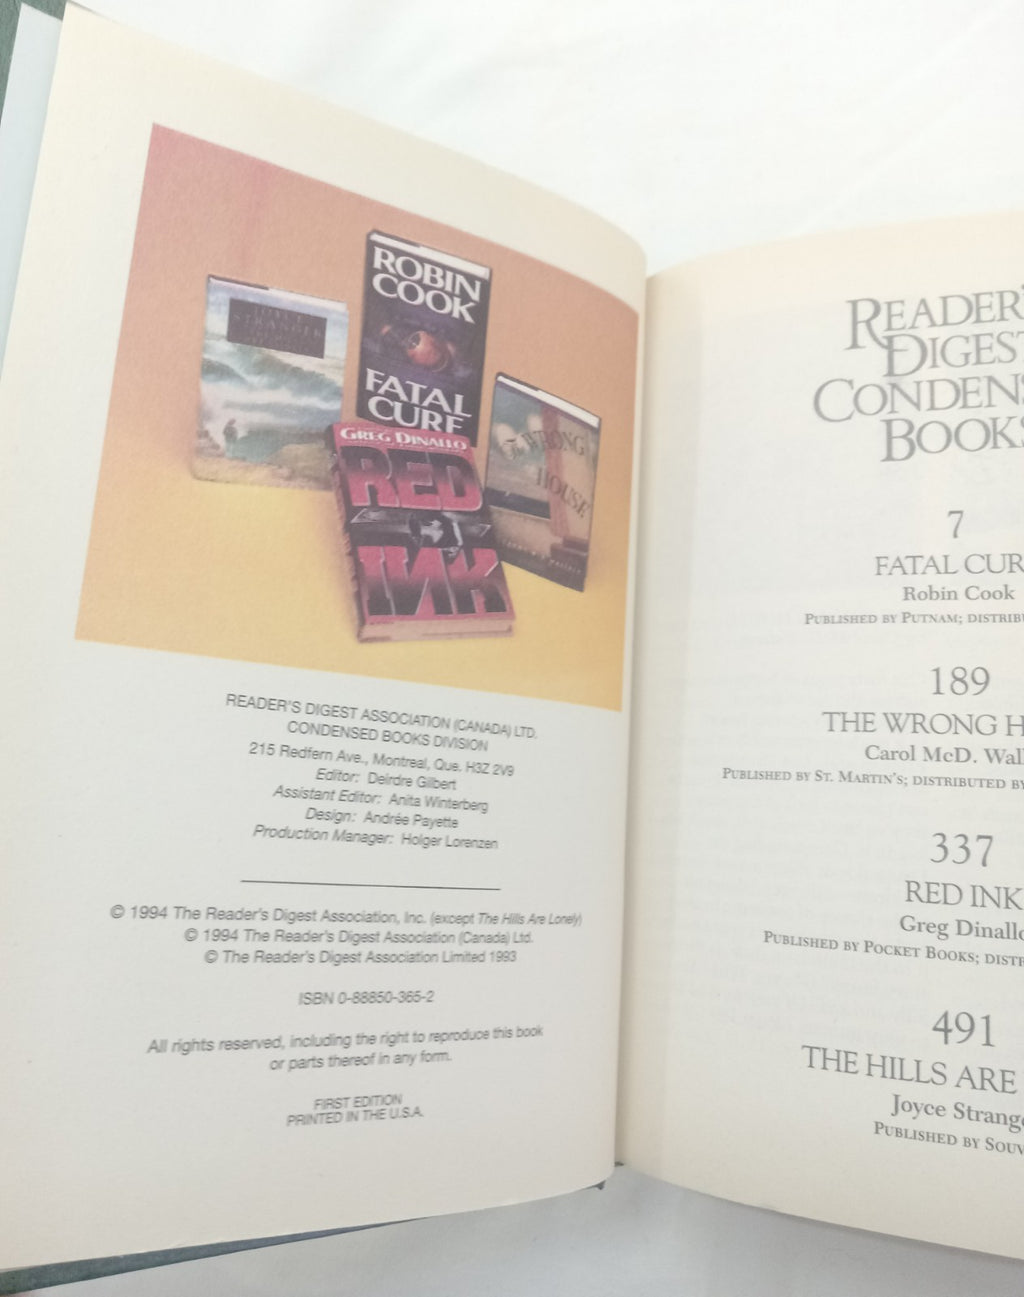 JOYCE
STRANGER
ROBIN
COOK
FATAL
CURE
GREG DINALLO
RED
INK
The WRONG
HOUSE
READER'S DIGEST ASSOCIATION (CANADA) LTD.
CONDENSED BOOKS DIVISION
215 Redfern Ave., Montreal, Que. H3Z 2V9
Editor: Deirdre Gilbert
Assistant Editor: Anita Winterberg
Design: Andrée Payette
Production Manager: Holger Lorenzen
© 1994 The Reader's Digest Association, Inc. (except The Hills Are Lonely)
© 1994 The Reader's Digest Association (Canada) Ltd.
© The Reader's Digest Association Limited 1993
ISBN 0-88850-365-2
All rights reserved, including the right to reproduce this book
or parts thereof in any form.
FIRST EDITION
PRINTED IN THE U.S.A.
READER'
DIGEST
CONDENS
BOOKS
7
FATAL CUR
Robin Cook
PUBLISHED BY PUTNAM; DISTRIB
189
THE WRONG H
Carol McD. Wal
PUBLISHED BY ST. MARTIN'S; DISTRIBUTED BY
337
RED INK
Greg Dinallo
PUBLISHED BY POCKET BOOKS; DISTR
491
THE HILLS ARE
Joyce Strange
PUBLISHED BY SOUV